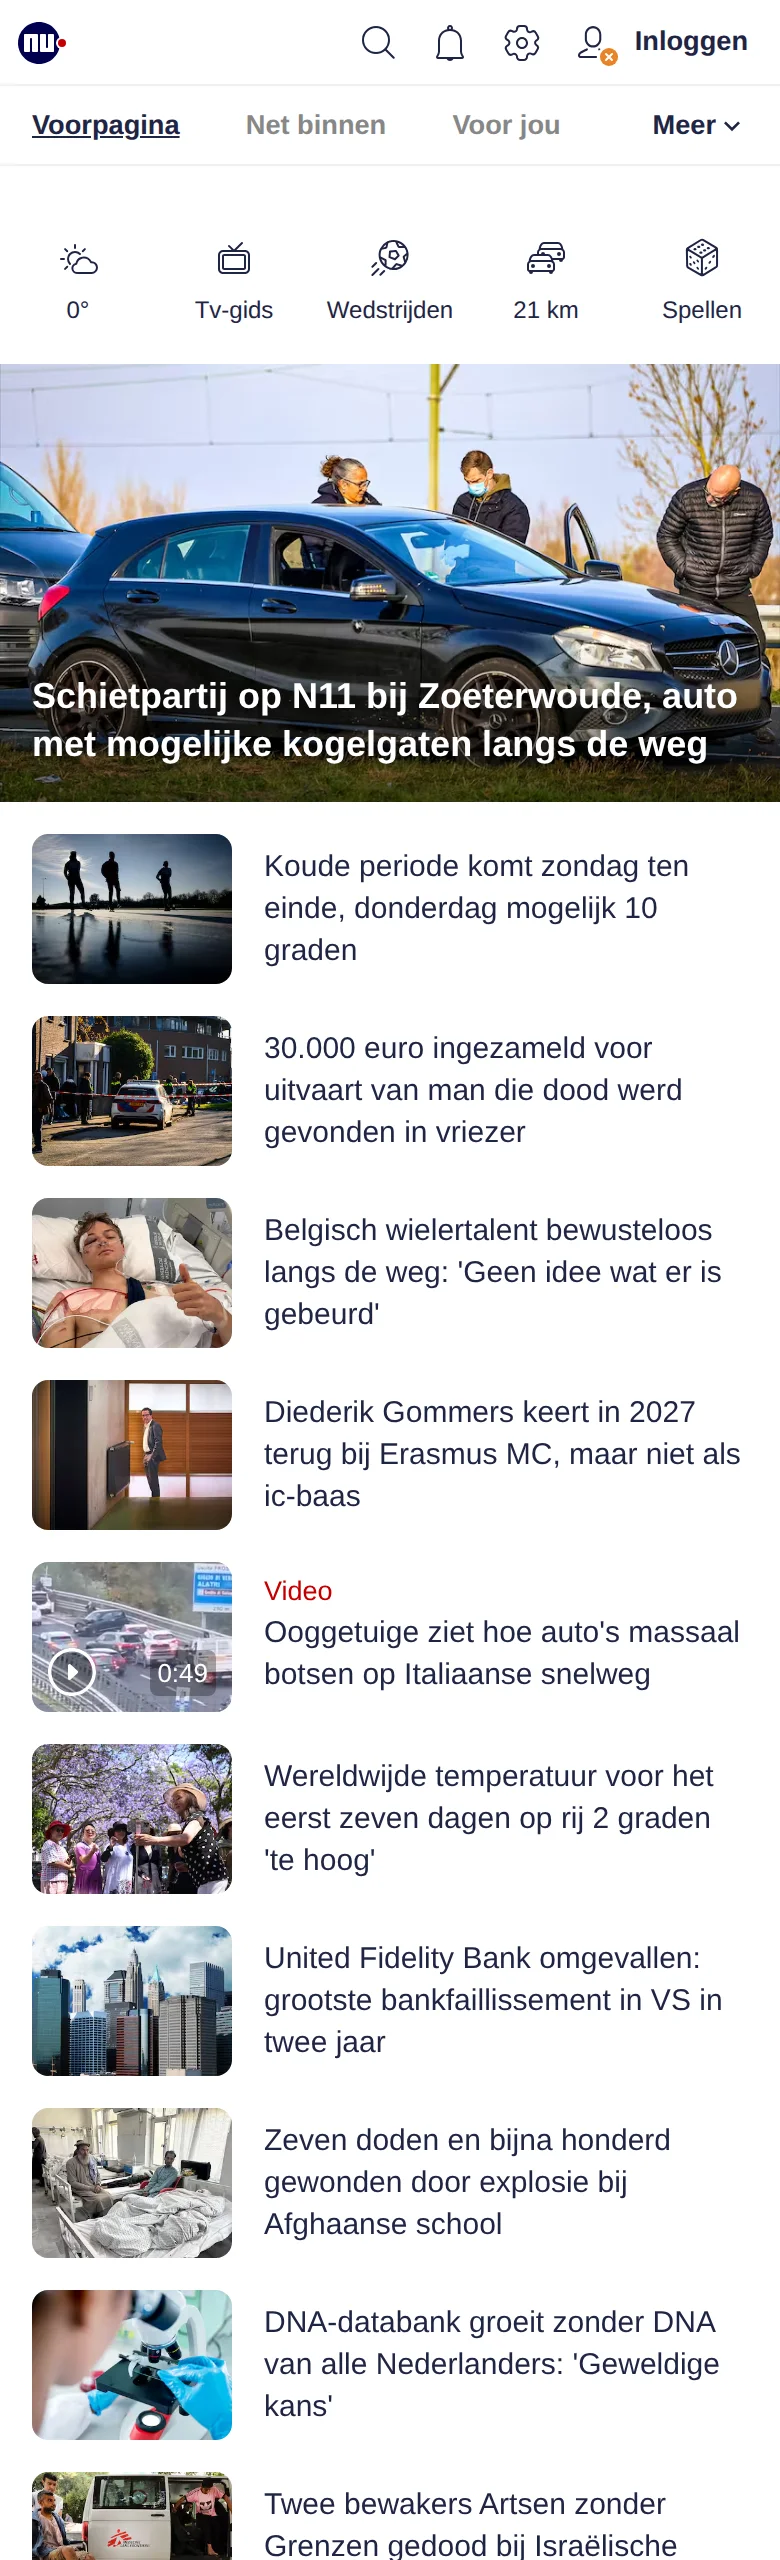 nu
Inloggen
Voorpagina
Net binnen
Voor jou
Meer
0°
Tv-gids
Wedstrijden
21 km
Spellen
Schietpartij op N11 bij Zoeterwoude, auto
met mogelijke kogelgaten langs de weg
Koude periode komt zondag ten
einde, donderdag mogelijk 10
graden
30.000 euro ingezameld voor
uitvaart van man die dood werd
gevonden in vriezer
Belgisch wielertalent bewusteloos
langs de weg: 'Geen idee wat er is
gebeurd'
Diederik Gommers keert in 2027
terug bij Erasmus MC, maar niet als
ic-baas
ALATRI
0:49
Video
Ooggetuige ziet hoe auto's massaal
botsen op Italiaanse snelweg
Wereldwijde temperatuur voor het
eerst zeven dagen op rij 2 graden
'te hoog'
United Fidelity Bank omgevallen:
grootste bankfaillissement in VS in
twee jaar
Zeven doden en bijna honderd
gewonden door explosie bij
Afghaanse school
DNA-databank groeit zonder DNA
van alle Nederlanders: 'Geweldige
kans'
Twee bewakers Artsen zonder
Grenzen gedood bij Israëlische